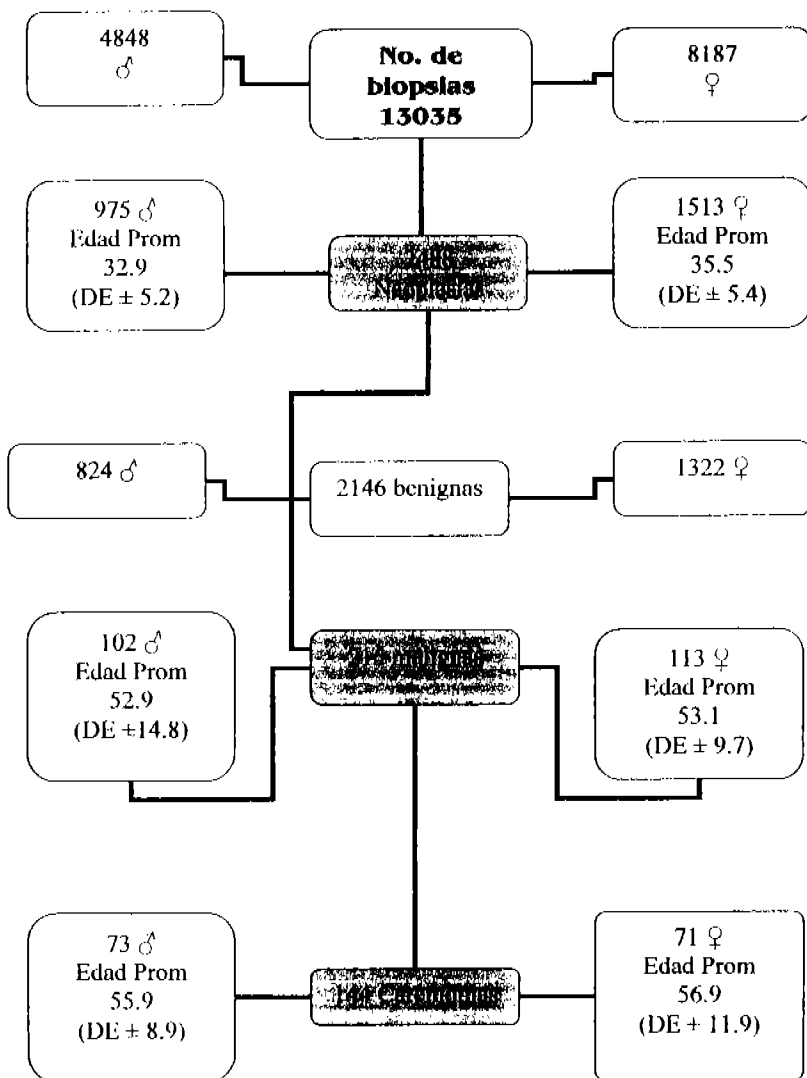 4848
♂
No. de
biopsias
13035
8187
♀
975 ♂
Edad Prom
32.9
(DE ± 5.2)
Neoplasias
1513 ♀
Edad Prom
35.5
(DE ± 5.4)
824 ♂
2146 benignas
1322 ♀
102 ♂
Edad Prom
52.9
(DE ±14.8)
113 ♀
Edad Prom
53.1
(DE ± 9.7)
73 ♂
Edad Prom
55.9
(DE ± 8.9)
144 Carcinomas
71 ♀
Edad Prom
56.9
(DE ± 11.9)